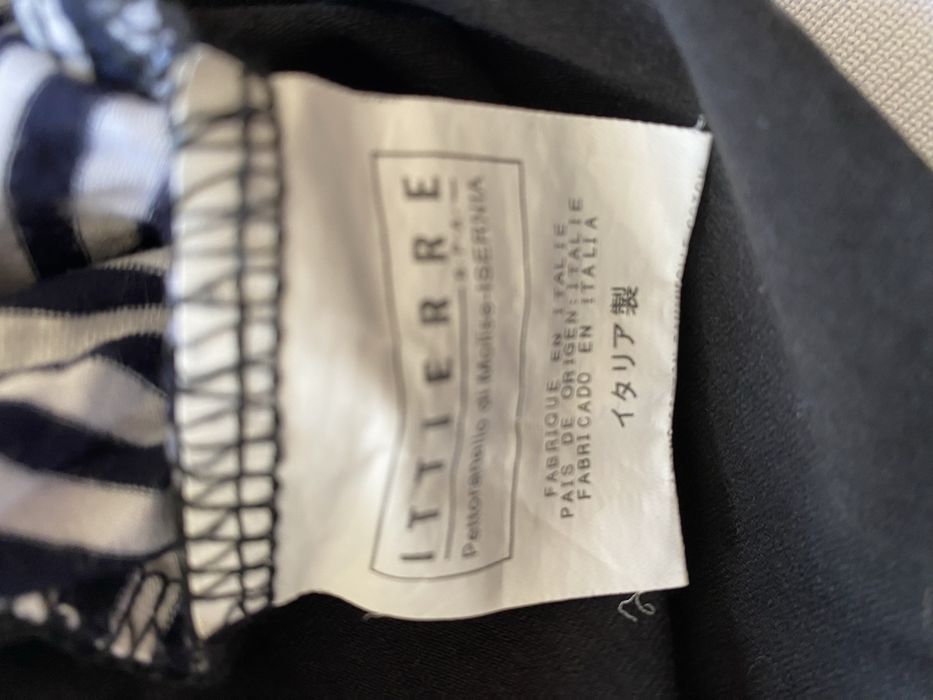 ITTIERRE
S.P.A.
Pettoranello di Molise-ISERNIA
FABRIQUE EN ITALIE
PAIS DE ORIGEN:ITALIE
FABRICADO EN ITALIA
イタリア製